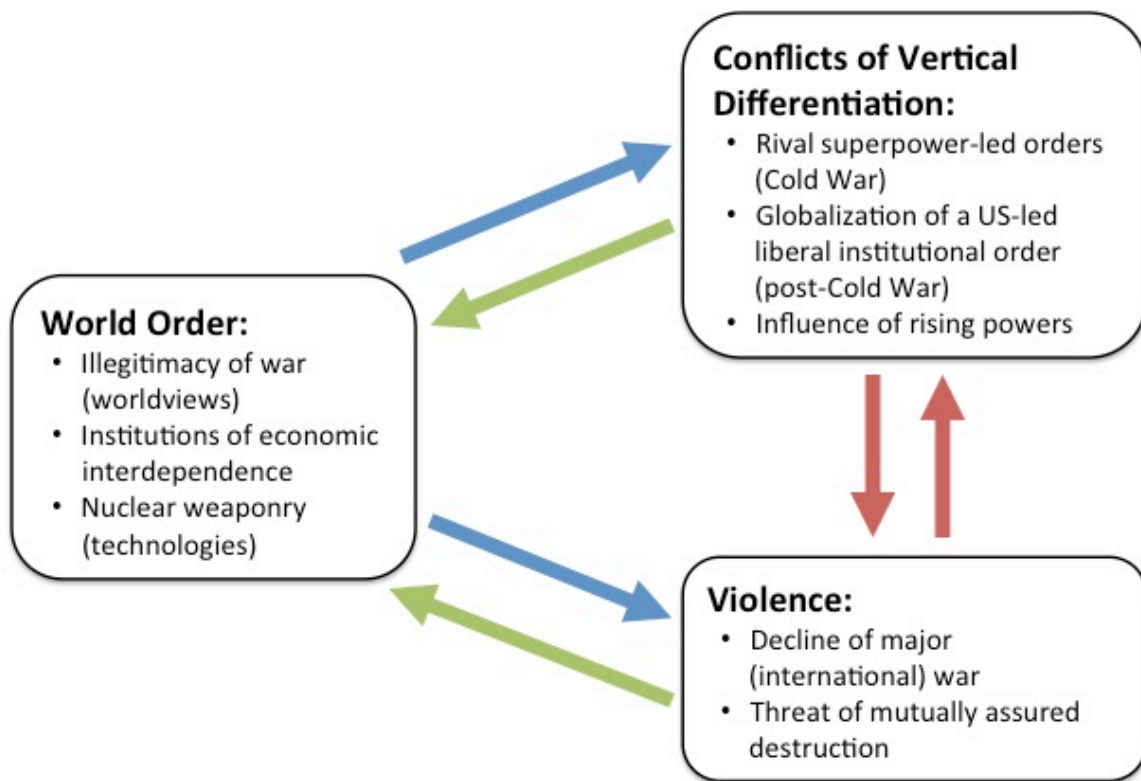 Conflicts of Vertical
Differentiation:
• Rival superpower-led orders
(Cold War)
• Globalization of a US-led
liberal institutional order
(post-Cold War)
• Influence of rising powers
World Order:
• Illegitimacy of war
(worldviews)
• Institutions of economic
interdependence
• Nuclear weaponry
(technologies)
Violence:
• Decline of major
(international) war
• Threat of mutually assured
destruction